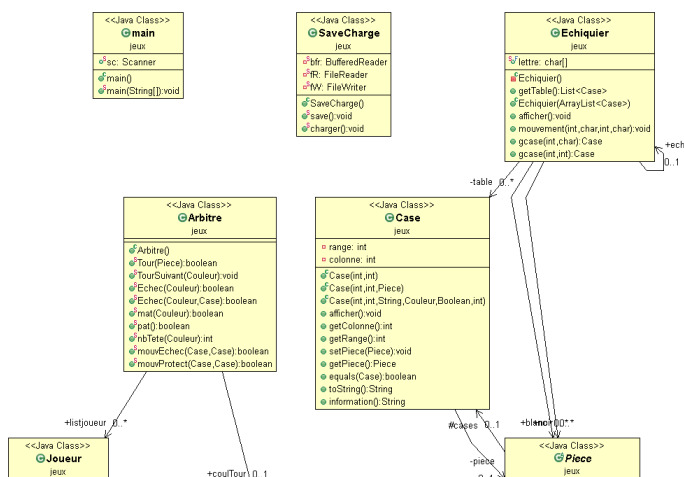 <<Java Class>>
main
jeux
sc: Scanner
main()
main(String[]):void
<<Java Class>>
SaveCharge
jeux
bfr: BufferedReader
fR: FileReader
fW: FileWriter
SaveCharge()
save():void
charger():void
<<Java Class>>
Echiquier
jeux
lettre: char[]
Echiquier()
getTable():List<Case>
Echiquier(ArrayList<Case>)
afficher():void
mouvement(int,char,int,char):void
gcase(int,char):Case
gcase(int,int):Case
+ech
0..1
-table 0..*
<<Java Class>>
Arbitre
jeux
Arbitre()
Tour(Piece):boolean
TourSuivant(Couleur):void
Echec(Couleur):boolean
Echec(Couleur,Case):boolean
mat(Couleur):boolean
pat():boolean
nbTete(Couleur):int
mouvEchec(Case,Case):boolean
mouvProtect(Case,Case):boolean
<<Java Class>>
Case
jeux
range: int
colonne: int
Case(int,int)
Case(int,int,Piece)
Case(int,int,String,Couleur,Boolean,int)
afficher():void
getColonne():int
getRange():int
setPiece(Piece):void
getPiece():Piece
equals(Case):boolean
toString():String
information():String
+listjoueur 0..*
#cases 0..1
<<Java Class>>
Joueur
jeux
+coulTour 0..1
-piece
<<Java Class>>
Piece
jeux